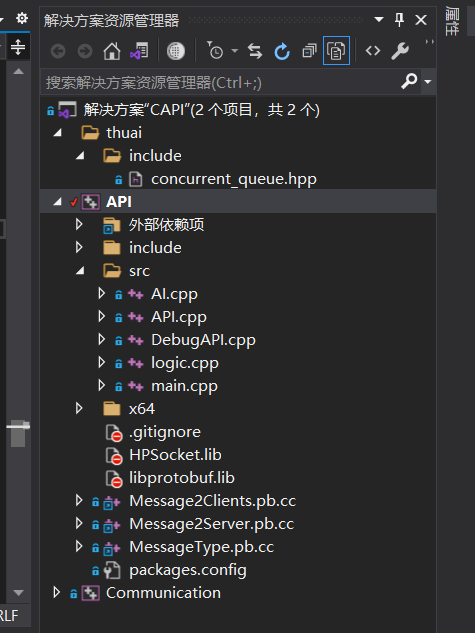 解决方案资源管理器
属性
搜索解决方案资源管理器(Ctrl+;)
解决方案"CAPI"(2 个项目，共 2 个)
thuai
include
concurrent_queue.hpp
API
外部依赖项
include
src
AI.cpp
API.cpp
DebugAPI.cpp
logic.cpp
main.cpp
x64
.gitignore
HPSocket.lib
libprotobuf.lib
Message2Clients.pb.cc
Message2Server.pb.cc
MessageType.pb.cc
packages.config
Communication
RLF